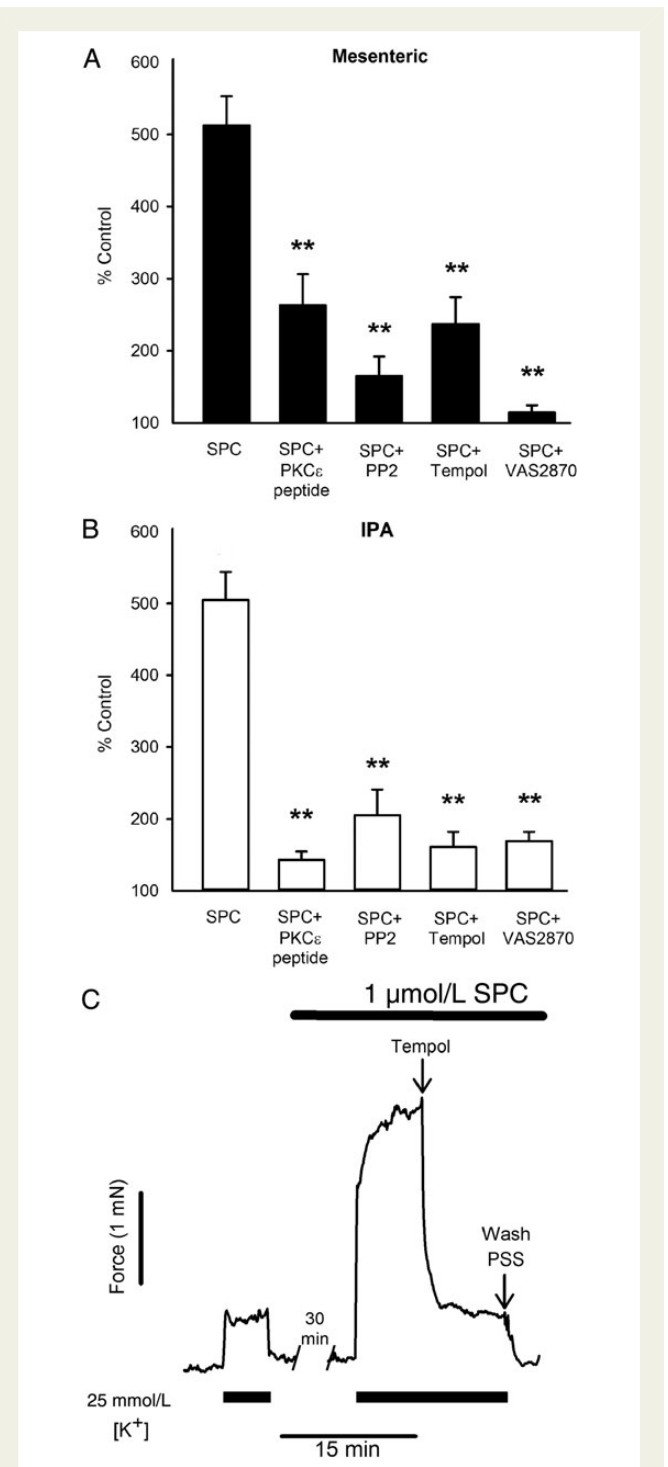 A
Mesenteric
600
500
400
300
200
100
% Control
**
**
**
**
SPC
SPC+
PKCε
peptide
SPC+
PP2
SPC+
Tempol
SPC+
VAS2870
B
IPA
600
500
400
300
200
100
% Control
**
**
**
**
SPC
SPC+
PKCε
peptide
SPC+
PP2
SPC+
Tempol
SPC+
VAS2870
C
1 μmol/L SPC
Tempol
Force (1 mN)
Wash
PSS
30
min
25 mmol/L
[K+]
15 min